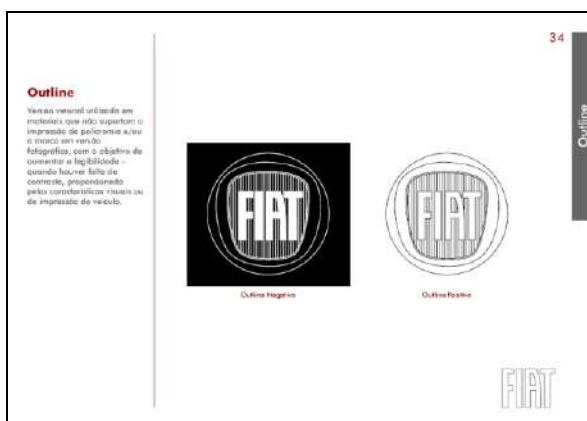 34
Outline
Outline
Versão vetorial utilizada em
materiais que não suportam a
impressão de policromia e/ou
a marca em versão
fotográfica, com o objetivo de
aumentar a legibilidade –
quando houver falta de
contraste, proporcionada
pelas características visuais ou
de impressão do veículo.
FIAT
FIAT
Outline Negativo
Outline Positivo
FIAT